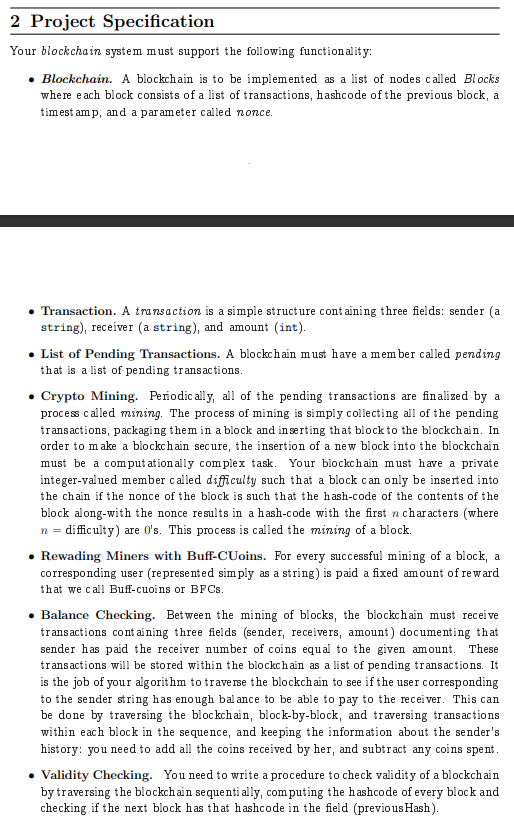 2 Project Specification
Your blockchain system must support the following functionality:
• Blockchain. A blockchain is to be implemented as a list of nodes called Blocks
where each block consists of a list of transactions, hashcode of the previous block, a
timestamp, and a parameter called nonce.
• Transaction. A transaction is a simple structure containing three fields: sender (a
string), receiver (a string), and amount (int).
• List of Pending Transactions. A blockchain must have a member called pending
that is a list of pending transactions.
• Crypto Mining. Periodically, all of the pending transactions are finalized by a
process called mining. The process of mining is simply collecting all of the pending
transactions, packaging them in a block and inserting that block to the blockchain. In
order to make a blockchain secure, the insertion of a new block into the blockchain
must be a computationally complex task. Your blockchain must have a private
integer-valued member called difficulty such that a block can only be inserted into
the chain if the nonce of the block is such that the hash-code of the contents of the
block along-with the nonce results in a hash-code with the first n characters (where
n = difficulty) are 0's. This process is called the mining of a block.
• Rewading Miners with Buff-CUoins. For every successful mining of a block, a
corresponding user (represented simply as a string) is paid a fixed amount of reward
that we call Buff-cuoins or BFCs.
• Balance Checking. Between the mining of blocks, the blockchain must receive
transactions containing three fields (sender, receivers, amount) documenting that
sender has paid the receiver number of coins equal to the given amount. These
transactions will be stored within the blockchain as a list of pending transactions. It
is the job of your algorithm to traverse the blockchain to see if the user corresponding
to the sender string has enough balance to be able to pay to the receiver. This can
be done by traversing the blockchain, block-by-block, and traversing transactions
within each block in the sequence, and keeping the information about the sender's
history: you need to add all the coins received by her, and subtract any coins spent.
• Validity Checking. You need to write a procedure to check validity of a blockchain
by traversing the blockchain sequentially, computing the hashcode of every block and
checking if the next block has that hashcode in the field (previousHash).